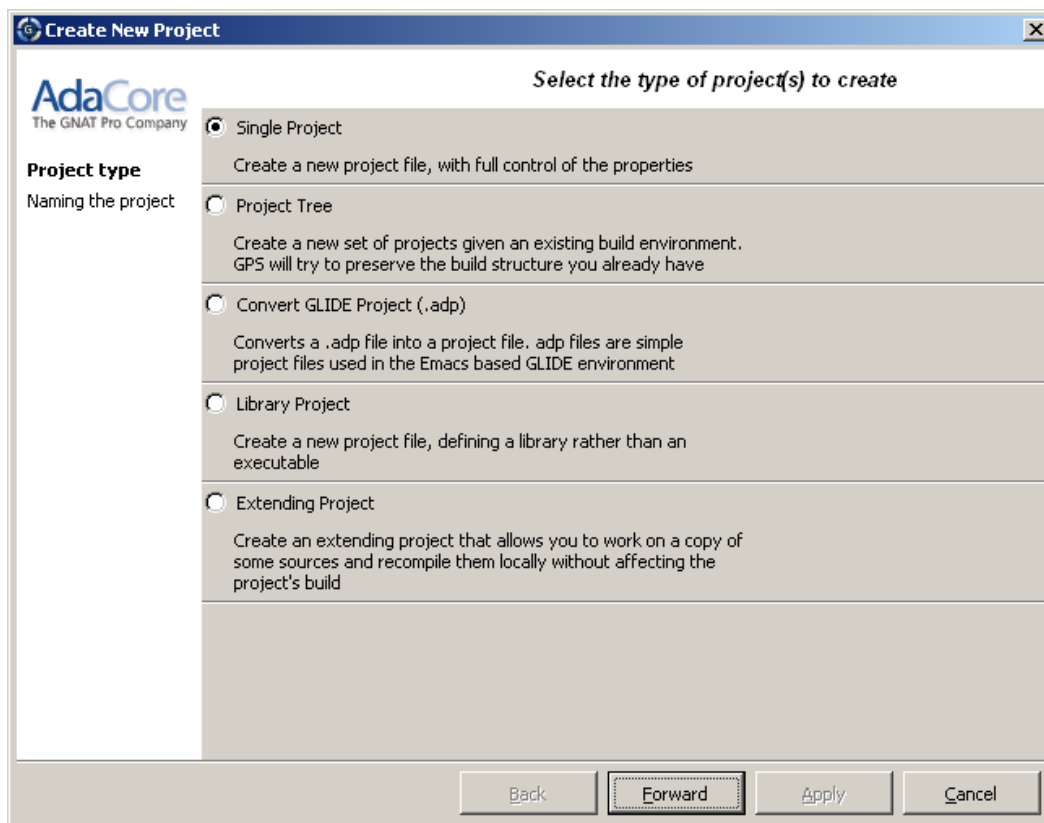 Create New Project
AdaCore
The GNAT Pro Company
Project type
Naming the project
Select the type of project(s) to create
Single Project
Create a new project file, with full control of the properties
Project Tree
Create a new set of projects given an existing build environment.
GPS will try to preserve the build structure you already have
Convert GLIDE Project (.adp)
Converts a .adp file into a project file. adp files are simple
project files used in the Emacs based GLIDE environment
Library Project
Create a new project file, defining a library rather than an
executable
Extending Project
Create an extending project that allows you to work on a copy of
some sources and recompile them locally without affecting the
project's build
Back
Forward
Apply
Cancel